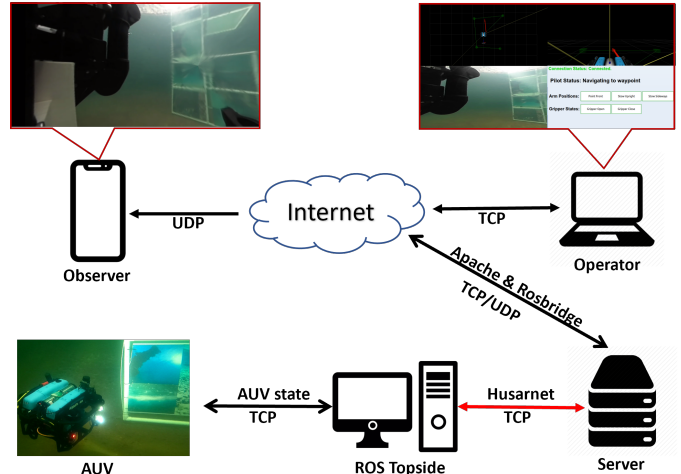 Connection Status: Connected
Pilot Status: Navigating to waypoint
Arm Positions:
Gripper States:
Internet
UDP
TCP
Observer
Operator
Apache & Rosbridge
TCP/UDP
AUV state
TCP
Husarnet
TCP
AUV
ROS Topside
Server